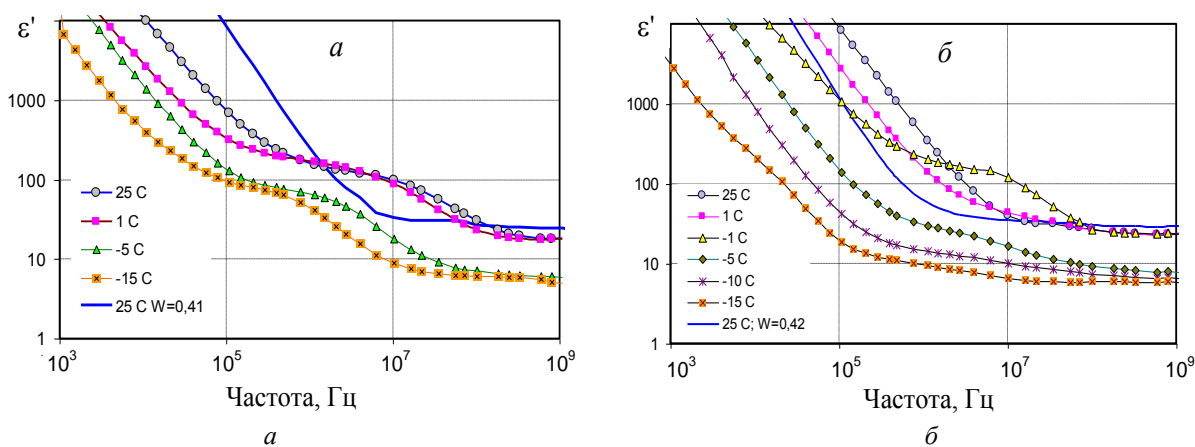 ε'
а
1000
100
10
1
25 С
1 С
-5 С
-15 С
25 С W=0,41
10³ 10⁵ 10⁷ 10⁹
Частота, Гц
а
ε'
б
1000
100
10
1
25 С
1 С
-1 С
-5 С
-10 С
-15 С
25 С; W=0,42
10³ 10⁵ 10⁷ 10⁹
Частота, Гц
б